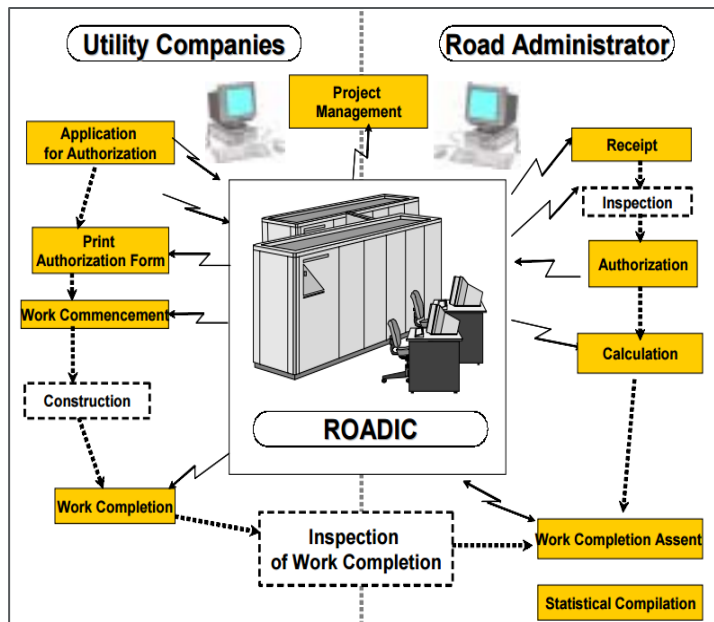 Utility Companies
Road Administrator
Project
Management
Application
for Authorization
Receipt
Inspection
Print
Authorization Form
Authorization
Work Commencement
Calculation
Construction
ROADIC
Work Completion
Inspection
of Work Completion
Work Completion Assent
Statistical Compilation